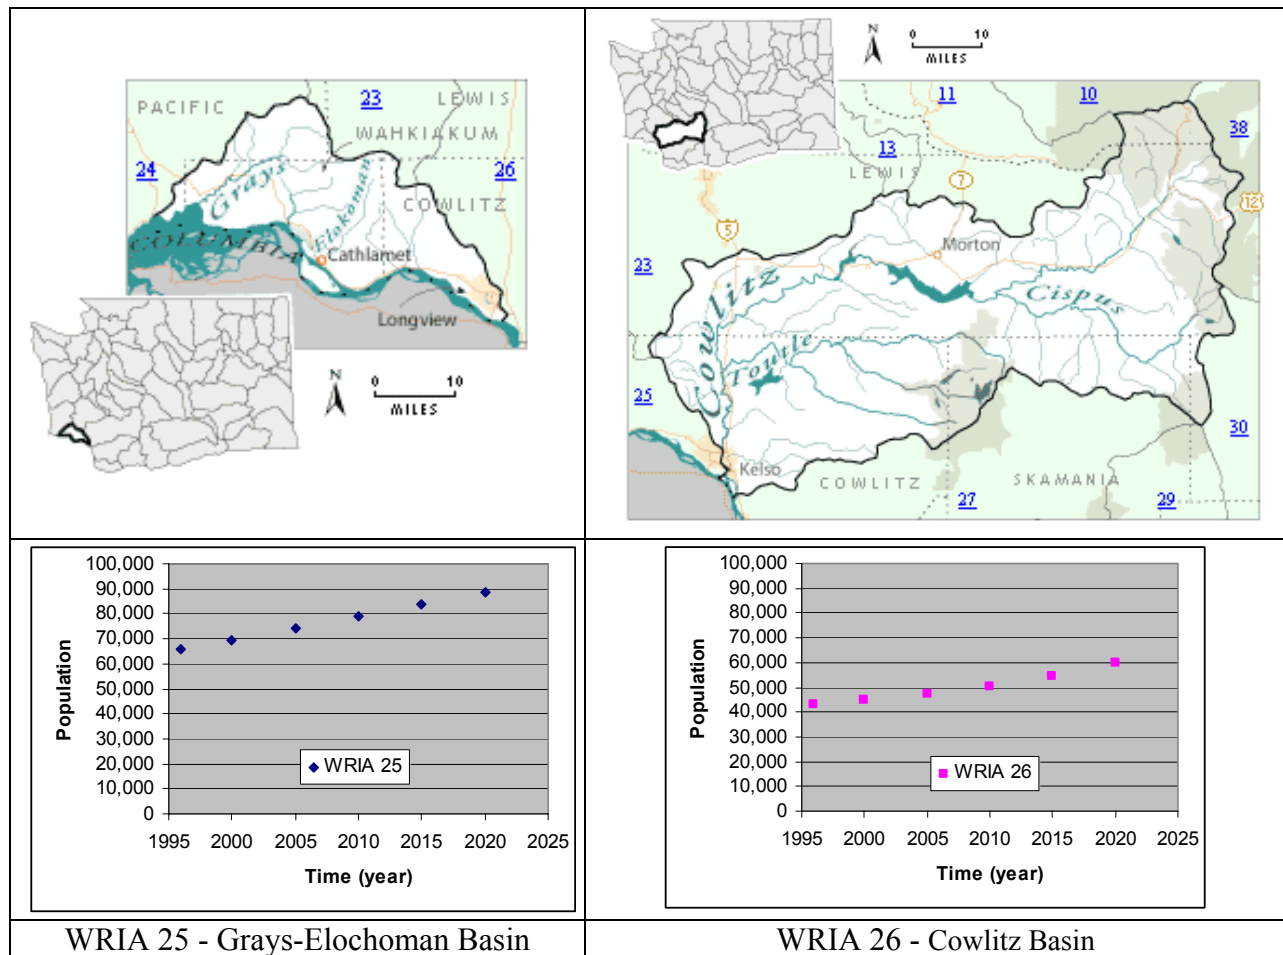 PACIFIC
23
LEWIS
WAHKIAKUM
24
26
Grays
Elokoman
COWLITZ
COLUMBIA
Cathlamet
Longview
N
0 10
MILES
N
0 10
MILES
11
10
38
13
LEWIS
7
12
5
Morton
23
Cowlitz
Cispus
Toutle
25
30
Kelso
COWLITZ
SKAMANIA
27
29
100,000
90,000
80,000
70,000
60,000
50,000
40,000
30,000
20,000
10,000
0
Population
WRIA 25
1995 2000 2005 2010 2015 2020 2025
Time (year)
100,000
90,000
80,000
70,000
60,000
50,000
40,000
30,000
20,000
10,000
0
Population
WRIA 26
1995 2000 2005 2010 2015 2020 2025
Time (year)
WRIA 25 - Grays-Elochoman Basin
WRIA 26 - Cowlitz Basin